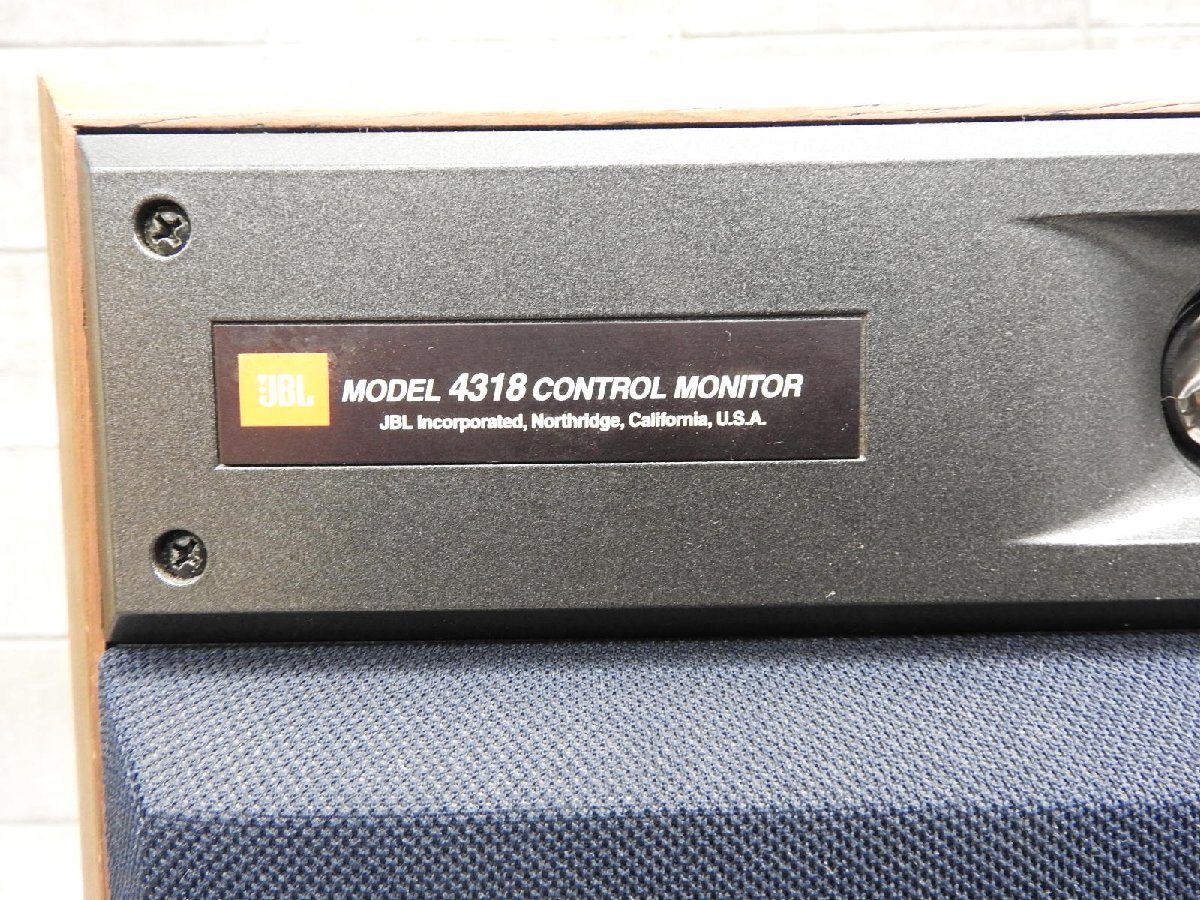 JBL MODEL 4318 CONTROL MONITOR
JBL Incorporated, Northridge, California, U.S.A.